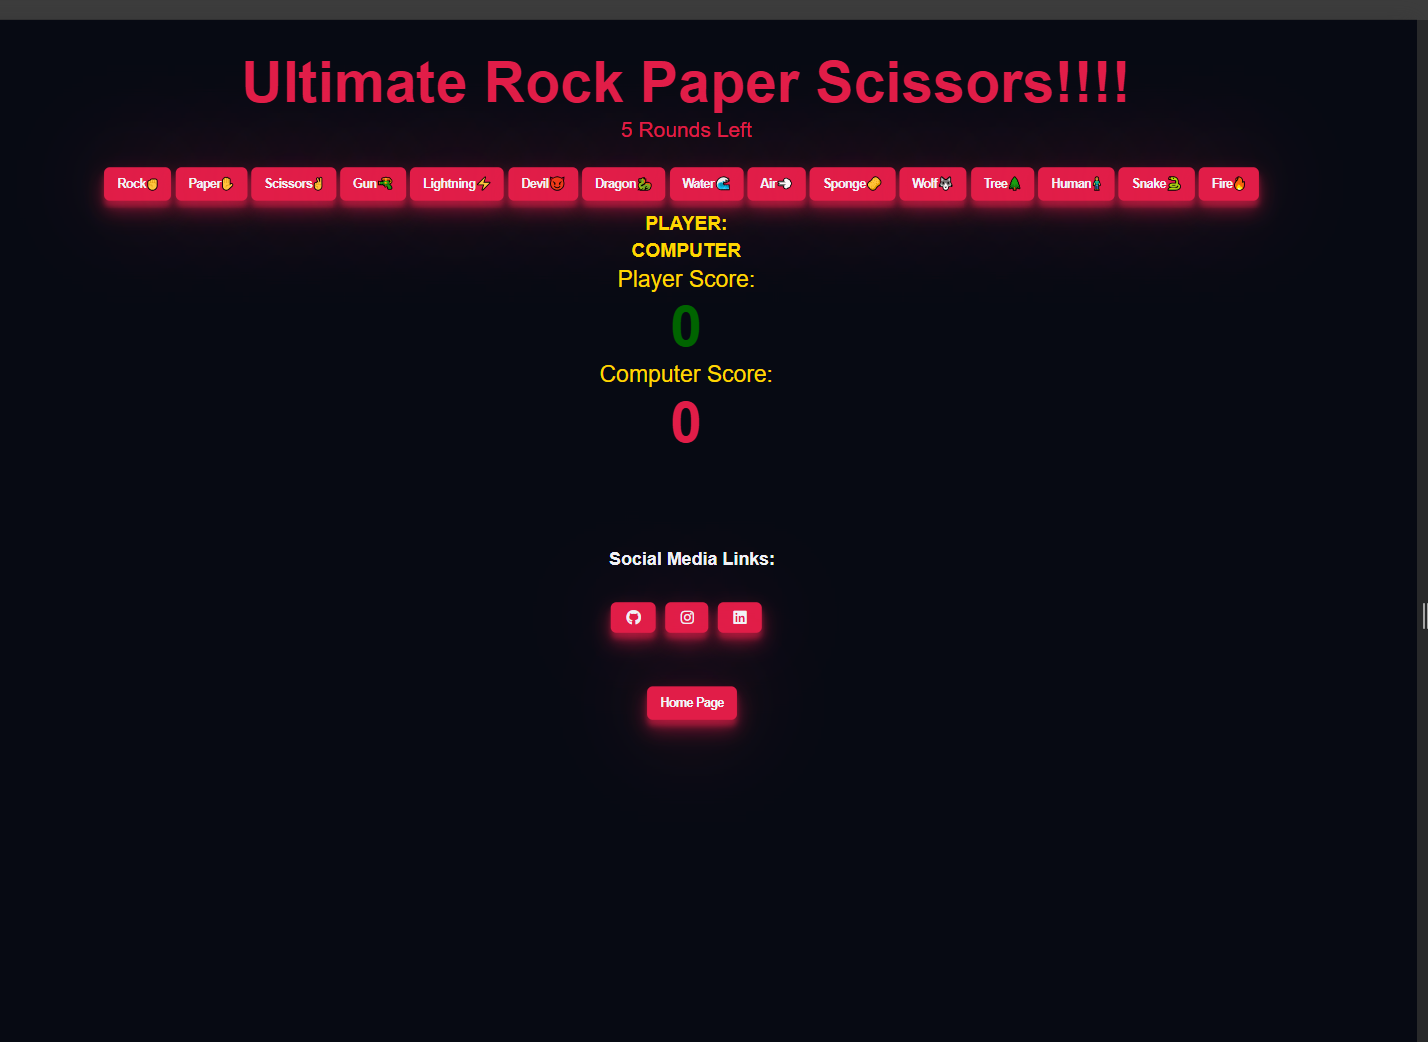 Ultimate Rock Paper Scissors!!!!
5 Rounds Left
Rock✊ Paper✋ Scissors✌ Gun🔫 Lightning⚡ Devil😈 Dragon🐉 Water🌊 Air💨 Sponge🧽 Wolf🐺 Tree🌲 Human🧍 Snake🐍 Fire🔥
PLAYER:
COMPUTER
Player Score:
0
Computer Score:
0
Social Media Links:
Home Page